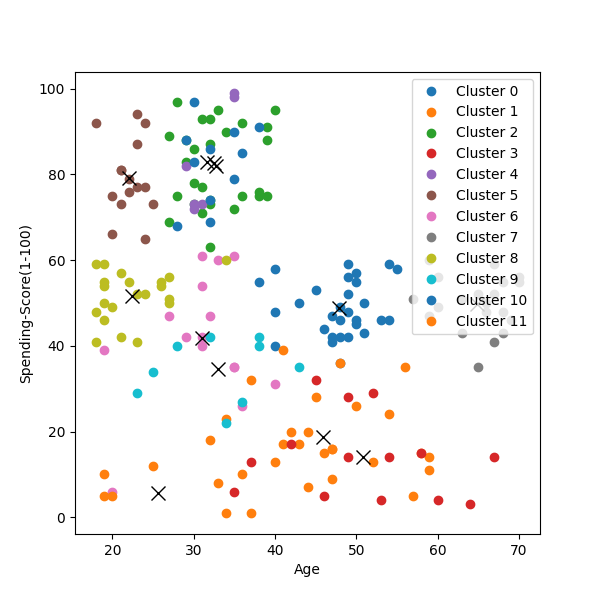 100
80
60
40
20
0
Spending-Score(1-100)
20 30 40 50 60 70
Age
Cluster 0
Cluster 1
Cluster 2
Cluster 3
Cluster 4
Cluster 5
Cluster 6
Cluster 7
Cluster 8
Cluster 9
Cluster 10
Cluster 11